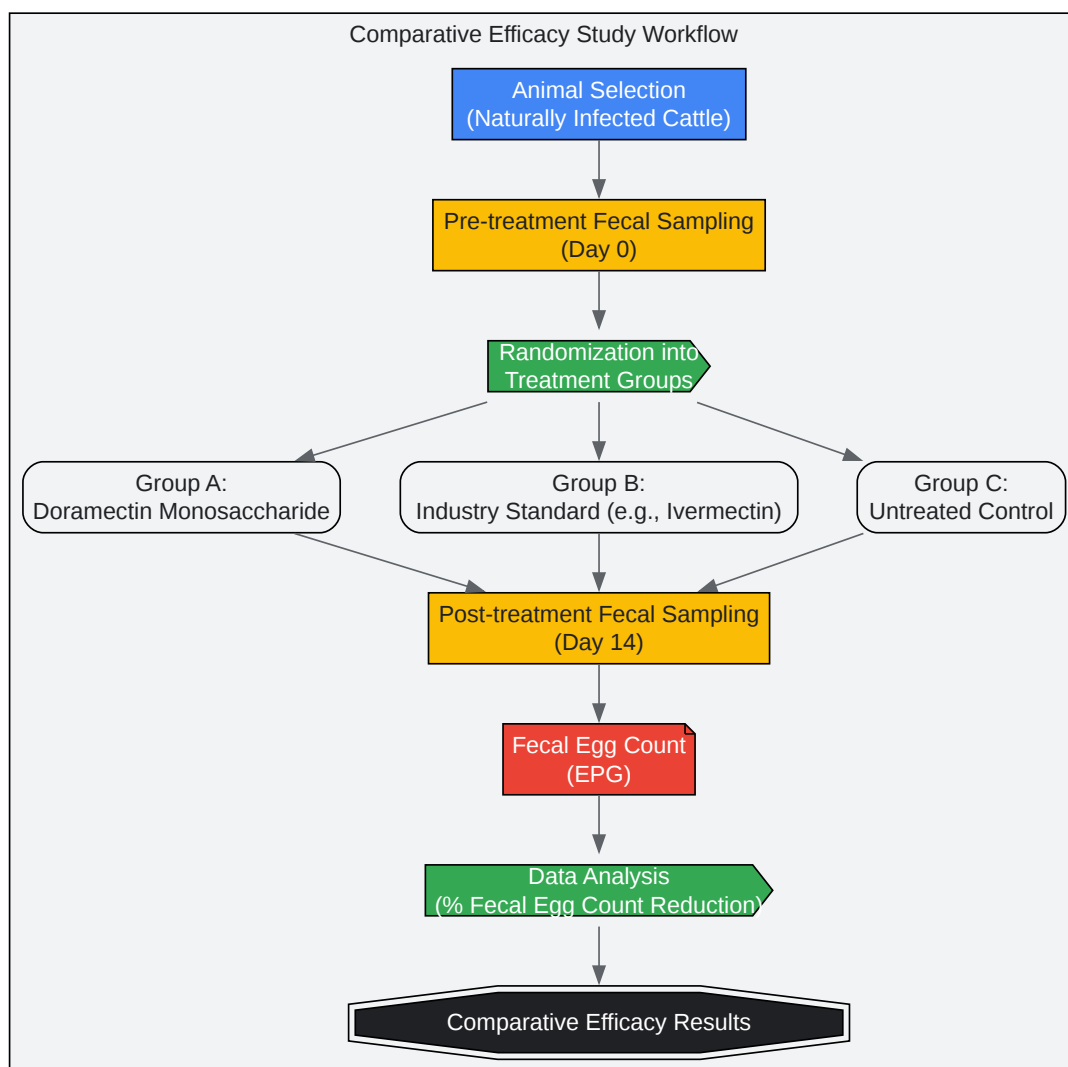 Comparative Efficacy Study Workflow
Animal Selection
(Naturally Infected Cattle)
Pre-treatment Fecal Sampling
(Day 0)
Randomization into
Treatment Groups
Group A:
Doramectin Monosaccharide
Group B:
Industry Standard (e.g., Ivermectin)
Group C:
Untreated Control
Post-treatment Fecal Sampling
(Day 14)
Fecal Egg Count
(EPG)
Data Analysis
(% Fecal Egg Count Reduction)
Comparative Efficacy Results